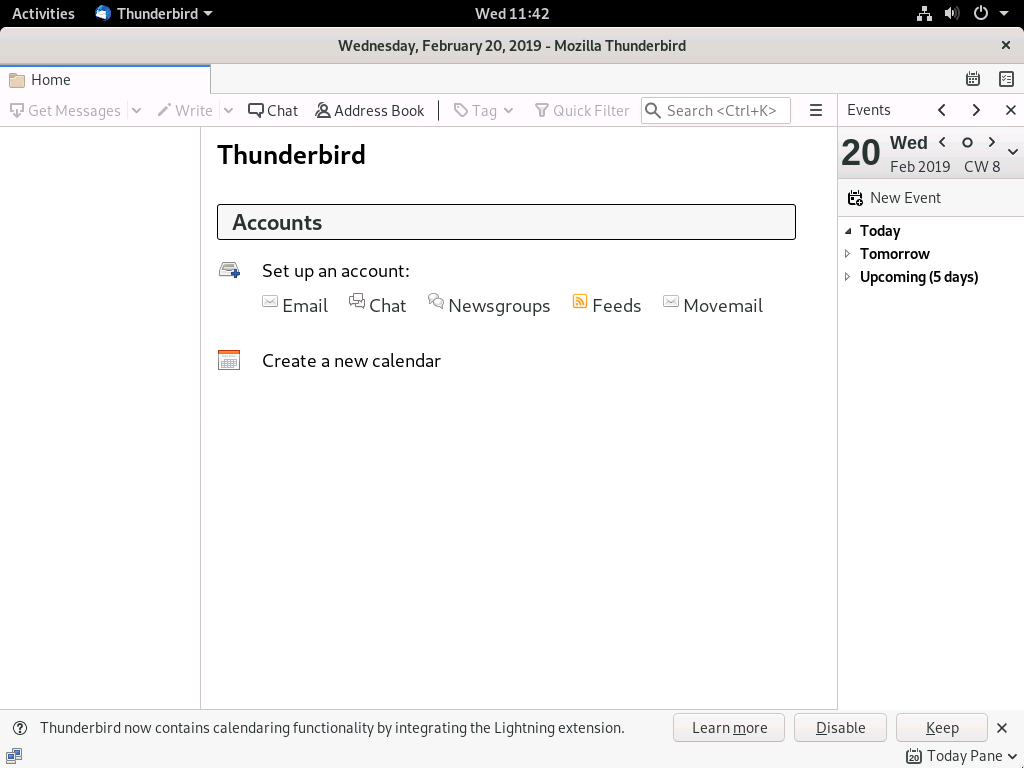 Activities Thunderbird Wed 11:42
Wednesday, February 20, 2019 - Mozilla Thunderbird
Home
Get Messages Write Chat Address Book Tag Quick Filter Search <Ctrl+K> Events
Thunderbird
20 Wed
Feb 2019 CW 8
New Event
Accounts
Today
Tomorrow
Upcoming (5 days)
Set up an account:
Email Chat Newsgroups Feeds Movemail
Create a new calendar
Thunderbird now contains calendaring functionality by integrating the Lightning extension. Learn more Disable Keep
20 Today Pane